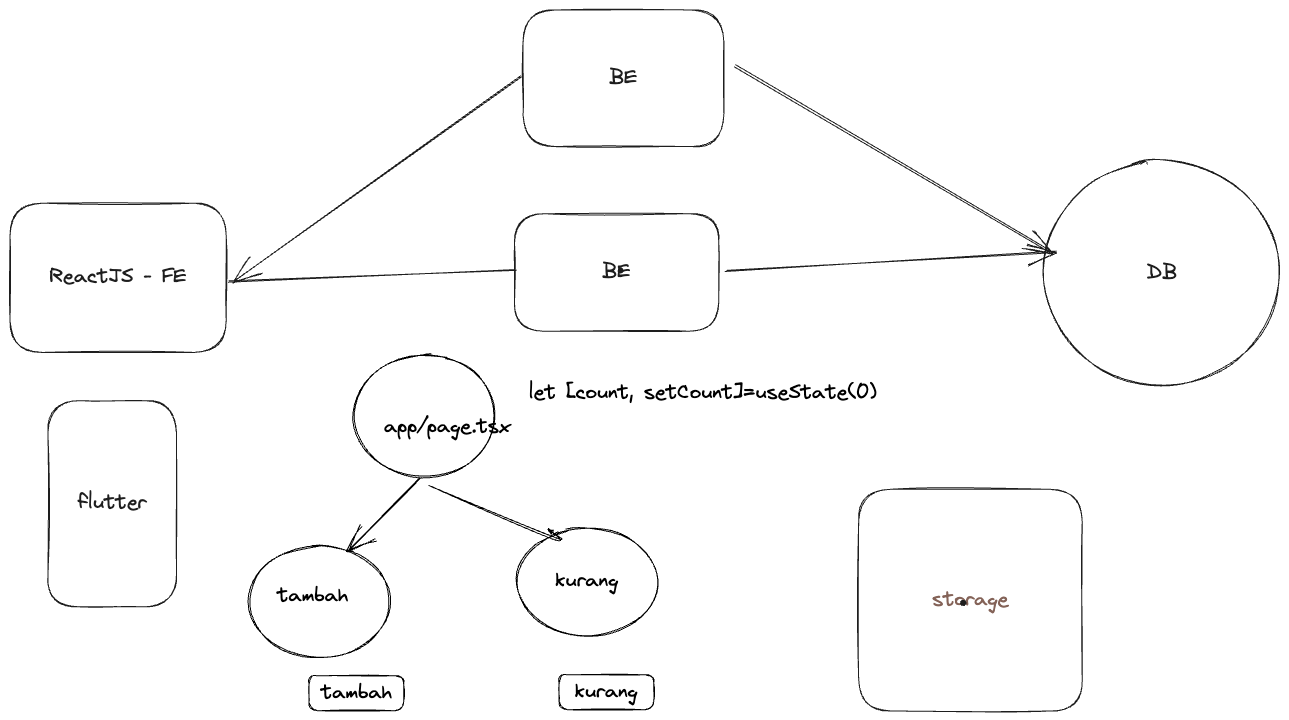 BE
ReactJS - FE
BE
DB
let [count, setCount]=useState(0)
app/page.tsx
flutter
tambah
kurang
storage
tambah
kurang